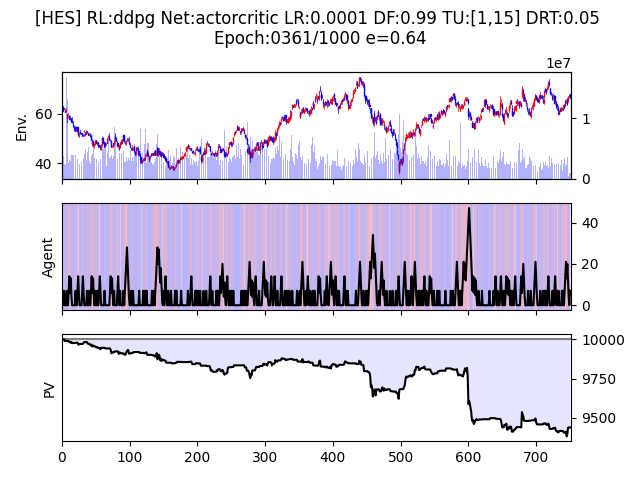 [HES] RL:ddpg Net:actorcritic LR:0.0001 DF:0.99 TU:[1,15] DRT:0.05
Epoch:0361/1000 e=0.64
1e7
Env.
60
40
1
0
Agent
40
20
0
PV
10000
9750
9500
0 100 200 300 400 500 600 700